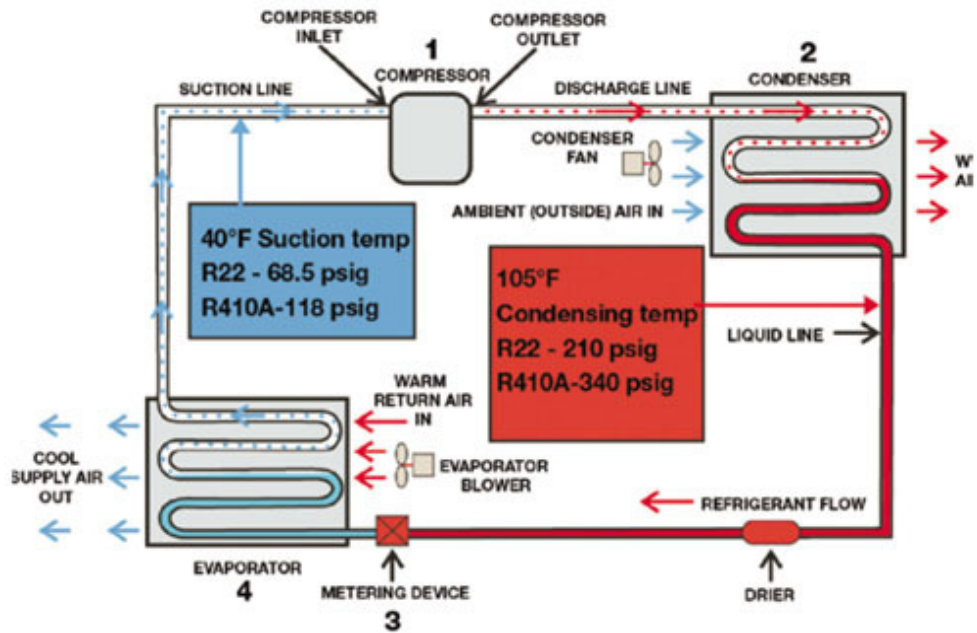 COMPRESSOR
INLET
COMPRESSOR
OUTLET
1
COMPRESSOR
2
CONDENSER
SUCTION LINE
DISCHARGE LINE
CONDENSER
FAN
W
AI
AMBIENT (OUTSIDE) AIR IN
40°F Suction temp
R22 - 68.5 psig
R410A-118 psig
105°F
Condensing temp
R22 - 210 psig
R410A-340 psig
LIQUID LINE
WARM
RETURN AIR
IN
COOL
SUPPLY AIR
OUT
EVAPORATOR
BLOWER
REFRIGERANT FLOW
EVAPORATOR
4
METERING DEVICE
3
DRIER